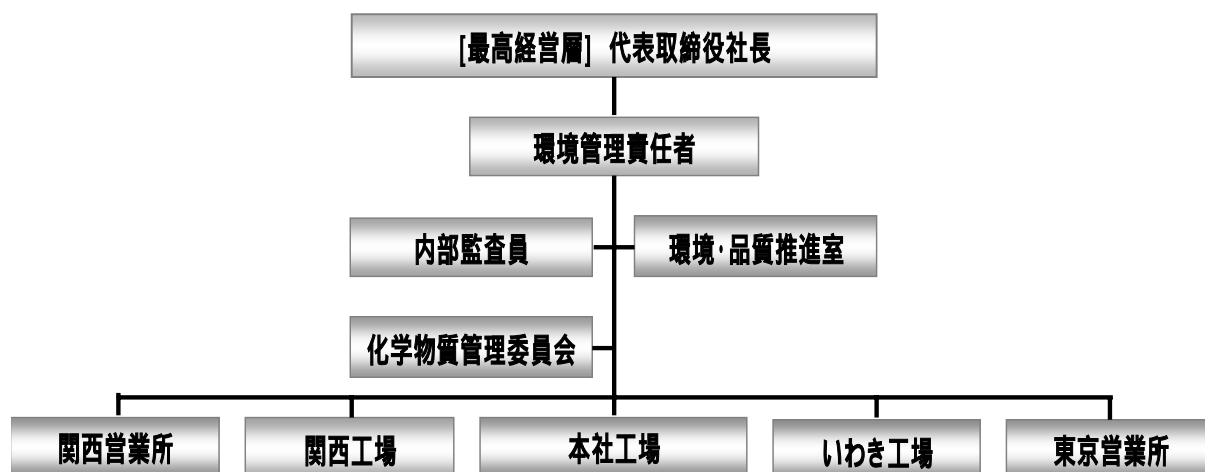 [最高経営層] 代表取締役社長
環境管理責任者
内部監査員
環境・品質推進室
化学物質管理委員会
関西営業所
関西工場
本社工場
いわき工場
東京営業所